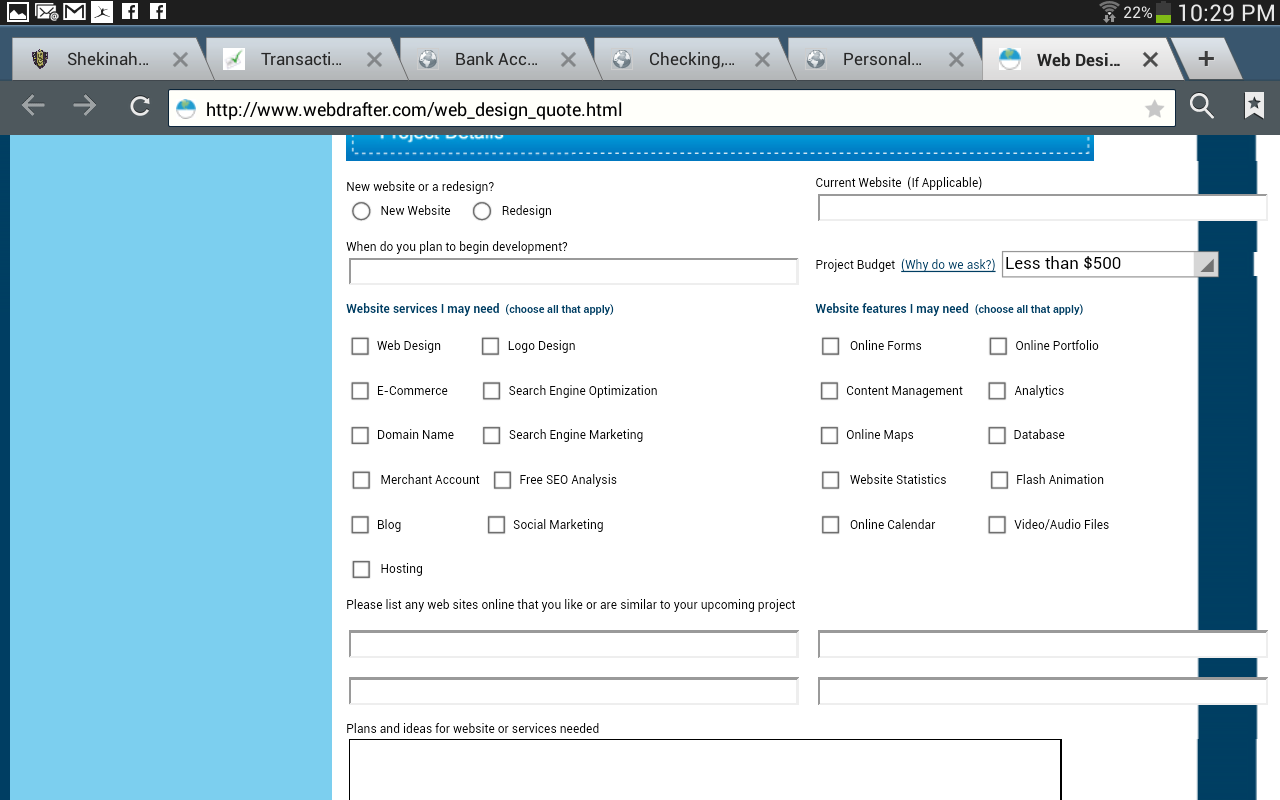 22% 10:29 PM
Shekinah... Transacti... Bank Acc... Checking,... Personal... Web Desi...
http://www.webdrafter.com/web_design_quote.html
Project Details
New website or a redesign? Current Website (If Applicable)
New Website Redesign
When do you plan to begin development?
Project Budget (Why do we ask?) Less than $500
Website services I may need (choose all that apply) Website features I may need (choose all that apply)
Web Design Logo Design Online Forms Online Portfolio
E-Commerce Search Engine Optimization Content Management Analytics
Domain Name Search Engine Marketing Online Maps Database
Merchant Account Free SEO Analysis Website Statistics Flash Animation
Blog Social Marketing Online Calendar Video/Audio Files
Hosting
Please list any web sites online that you like or are similar to your upcoming project
Plans and ideas for website or services needed